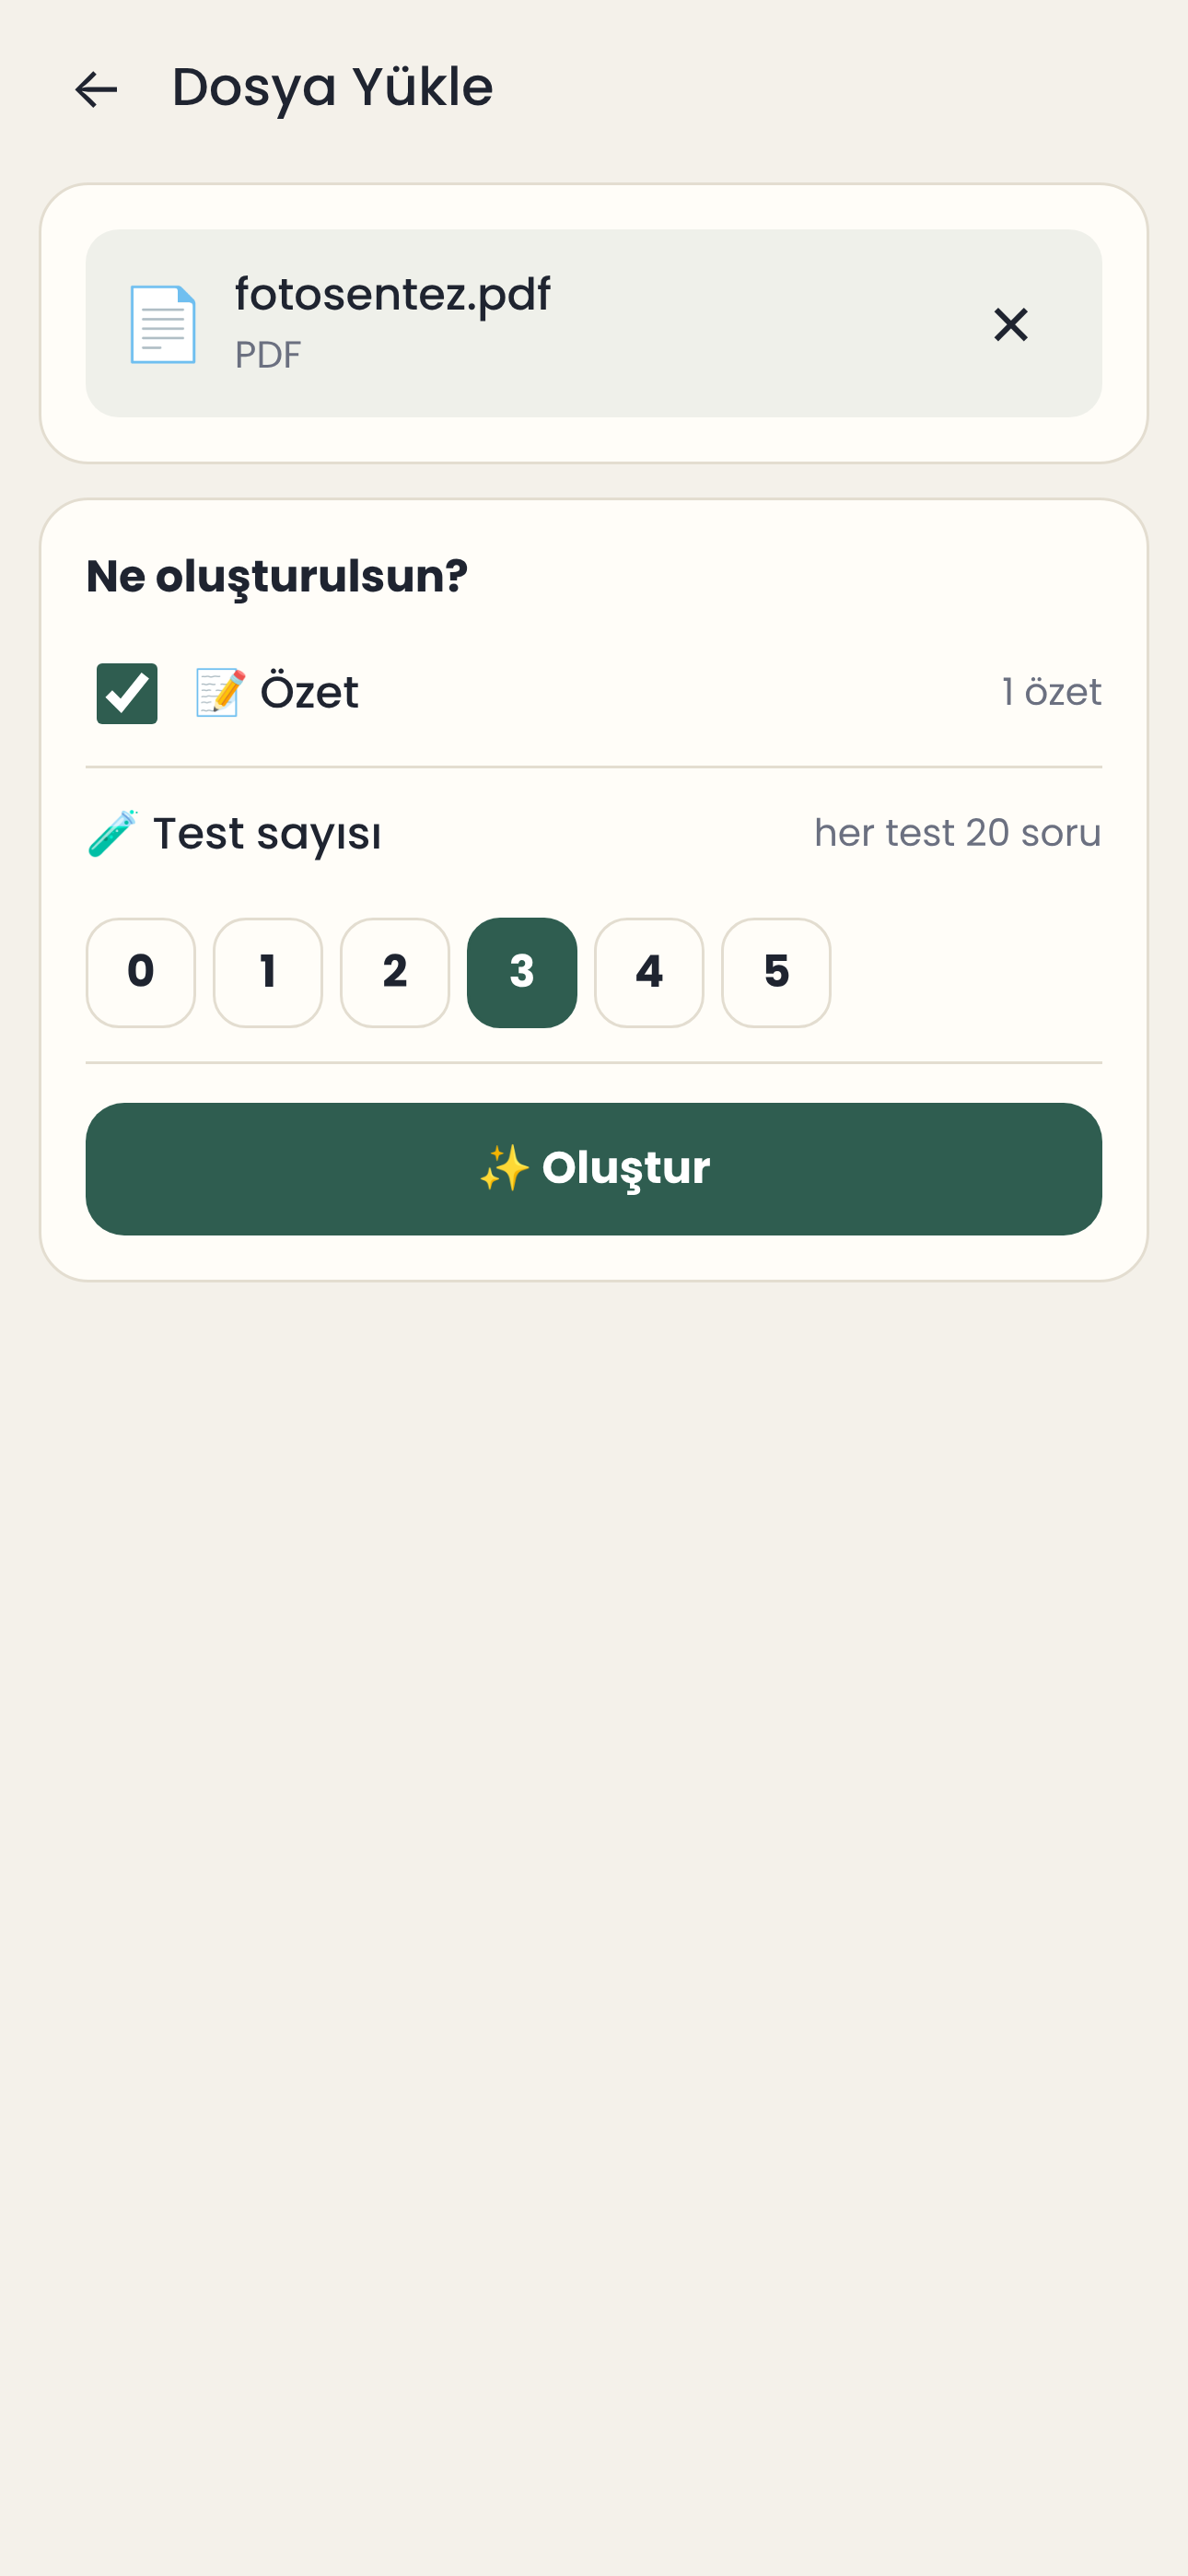 Dosya Yükle
fotosentez.pdf
PDF
Ne oluşturulsun?
Özet
1 özet
Test sayısı
her test 20 soru
0 1 2 3 4 5
Oluştur